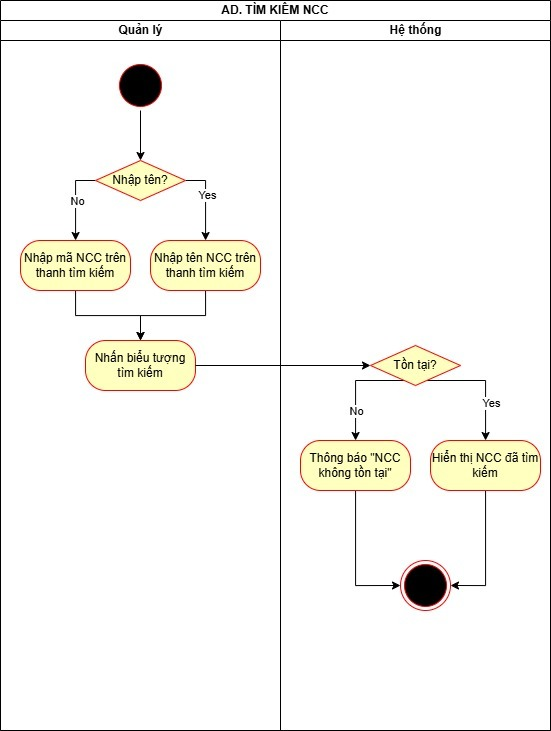 AD. TÌM KIẾM NCC
Quản lý
Hệ thống
Nhập tên?
No
Yes
Nhập mã NCC trên
thanh tìm kiếm
Nhập tên NCC trên
thanh tìm kiếm
Nhấn biểu tượng
tìm kiếm
Tồn tại?
No
Yes
Thông báo "NCC
không tồn tại"
Hiển thị NCC đã tìm
kiếm